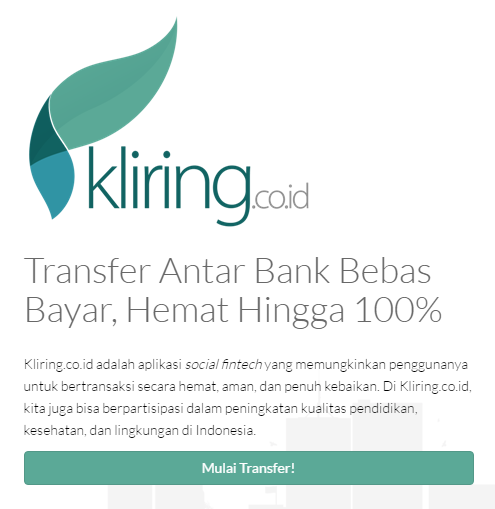 kliring.co.id
Transfer Antar Bank Bebas
Bayar, Hemat Hingga 100%
Kliring.co.id adalah aplikasi social fintech yang memungkinkan penggunanya
untuk bertransaksi secara hemat, aman, dan penuh kebaikan. Di Kliring.co.id,
kita juga bisa berpartisipasi dalam peningkatan kualitas pendidikan,
kesehatan, dan lingkungan di Indonesia.
Mulai Transfer!